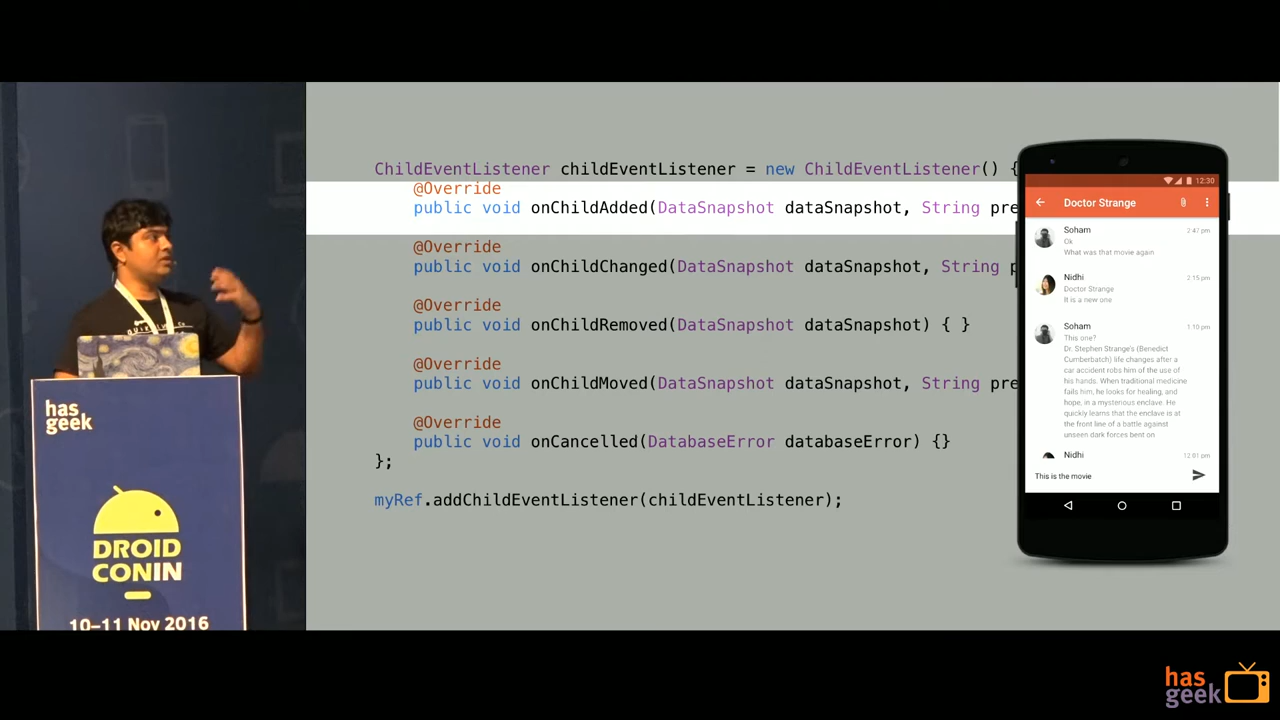 ChildEventListener childEventListener = new ChildEventListener() {
@Override
public void onChildAdded(DataSnapshot dataSnapshot, String pre
@Override
public void onChildChanged(DataSnapshot dataSnapshot, String p
@Override
public void onChildRemoved(DataSnapshot dataSnapshot) { }
@Override
public void onChildMoved(DataSnapshot dataSnapshot, String pre
@Override
public void onCancelled(DatabaseError databaseError) {}
};
myRef.addChildEventListener(childEventListener);
12:30
Doctor Strange
Soham 2:47 pm
Ok
What was that movie again
Nidhi 2:15 pm
Doctor Strange
It is a new one
Soham 1:10 pm
This one?
Dr. Stephen Strange's (Benedict
Cumberbatch) life changes after a
car accident robs him of the use of
his hands. When traditional medicine
fails him, he looks for healing, and
hope, in a mysterious enclave. He
quickly learns that the enclave is at
the front line of a battle against
unseen dark forces bent on
Nidhi 12:01 pm
This is the movie
has
geek
DROID
CONIN
10–11 Nov 2016
has
geek